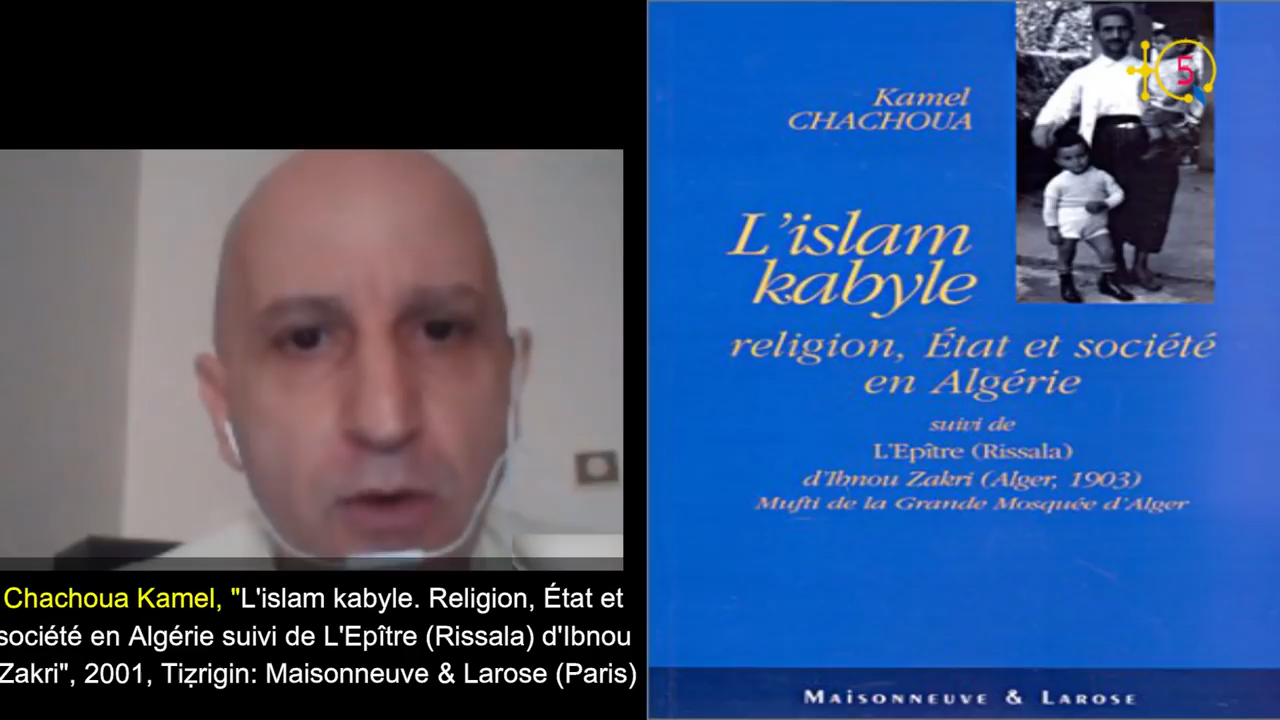 Chachoua Kamel, "L'islam kabyle. Religion, État et
société en Algérie suivi de L'Epître (Rissala) d'Ibnou
Zakri", 2001, Tiẓrigin: Maisonneuve & Larose (Paris)
5
Kamel
CHACHOUA
L'islam
kabyle
religion, État et société
en Algérie
suivi de
L'Epître (Rissala)
d'Ibnou Zakri (Alger, 1903)
Mufti de la Grande Mosquée d'Alger
MAISONNEUVE & LAROSE